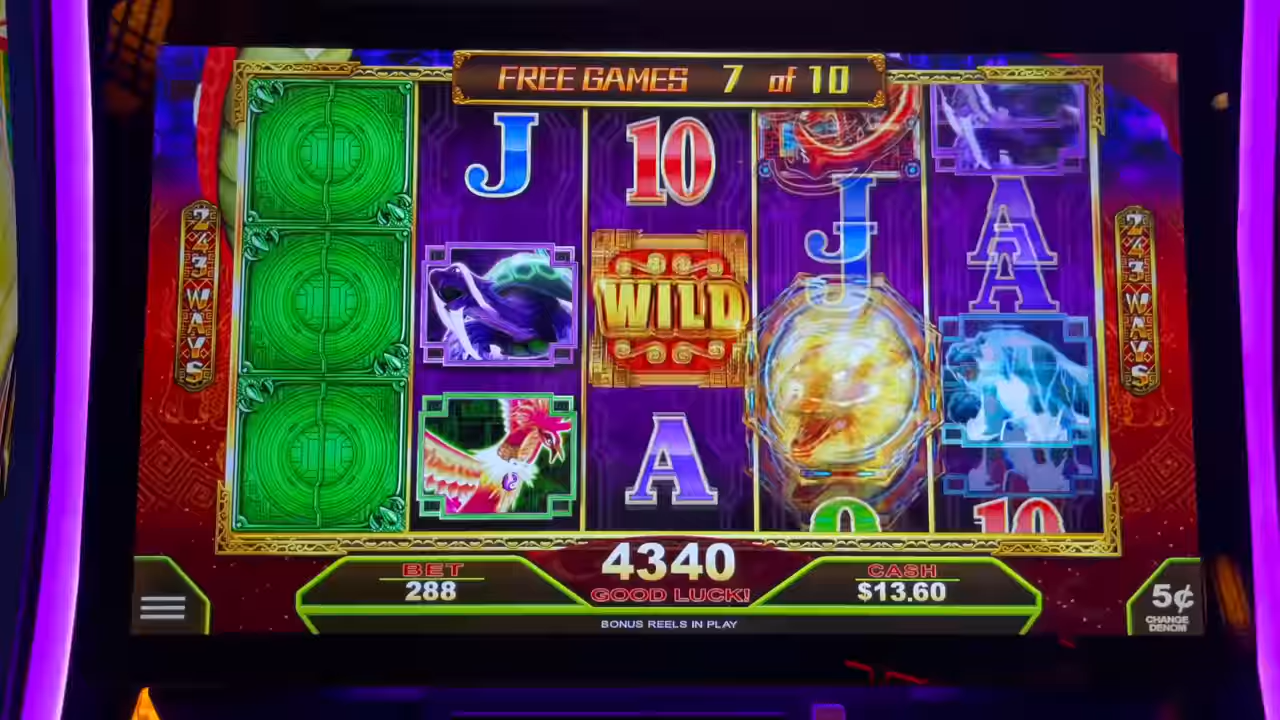 FREE GAMES 7 of 10
J
10
J
A
A
243 WAYS
WILD
243 WAYS
A
Q
10
BET
288
4340
GOOD LUCK!
CASH
$13.60
5¢
CHANGE
DENOM
BONUS REELS IN PLAY